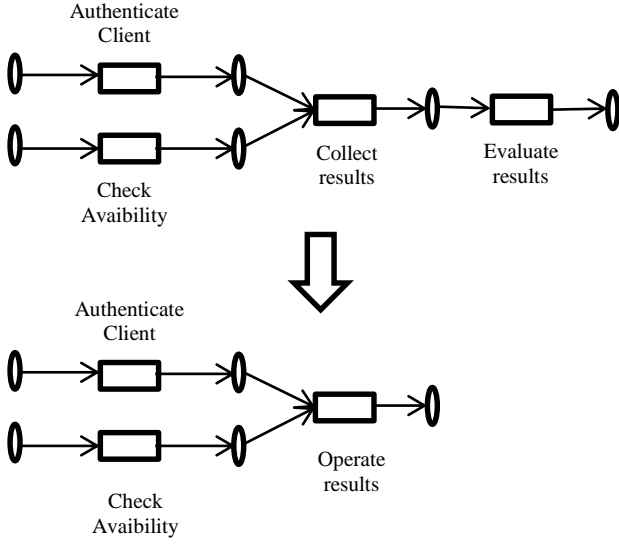 Authenticate
Client
Check
Avaibility
Collect
results
Evaluate
results
Authenticate
Client
Check
Avaibility
Operate
results